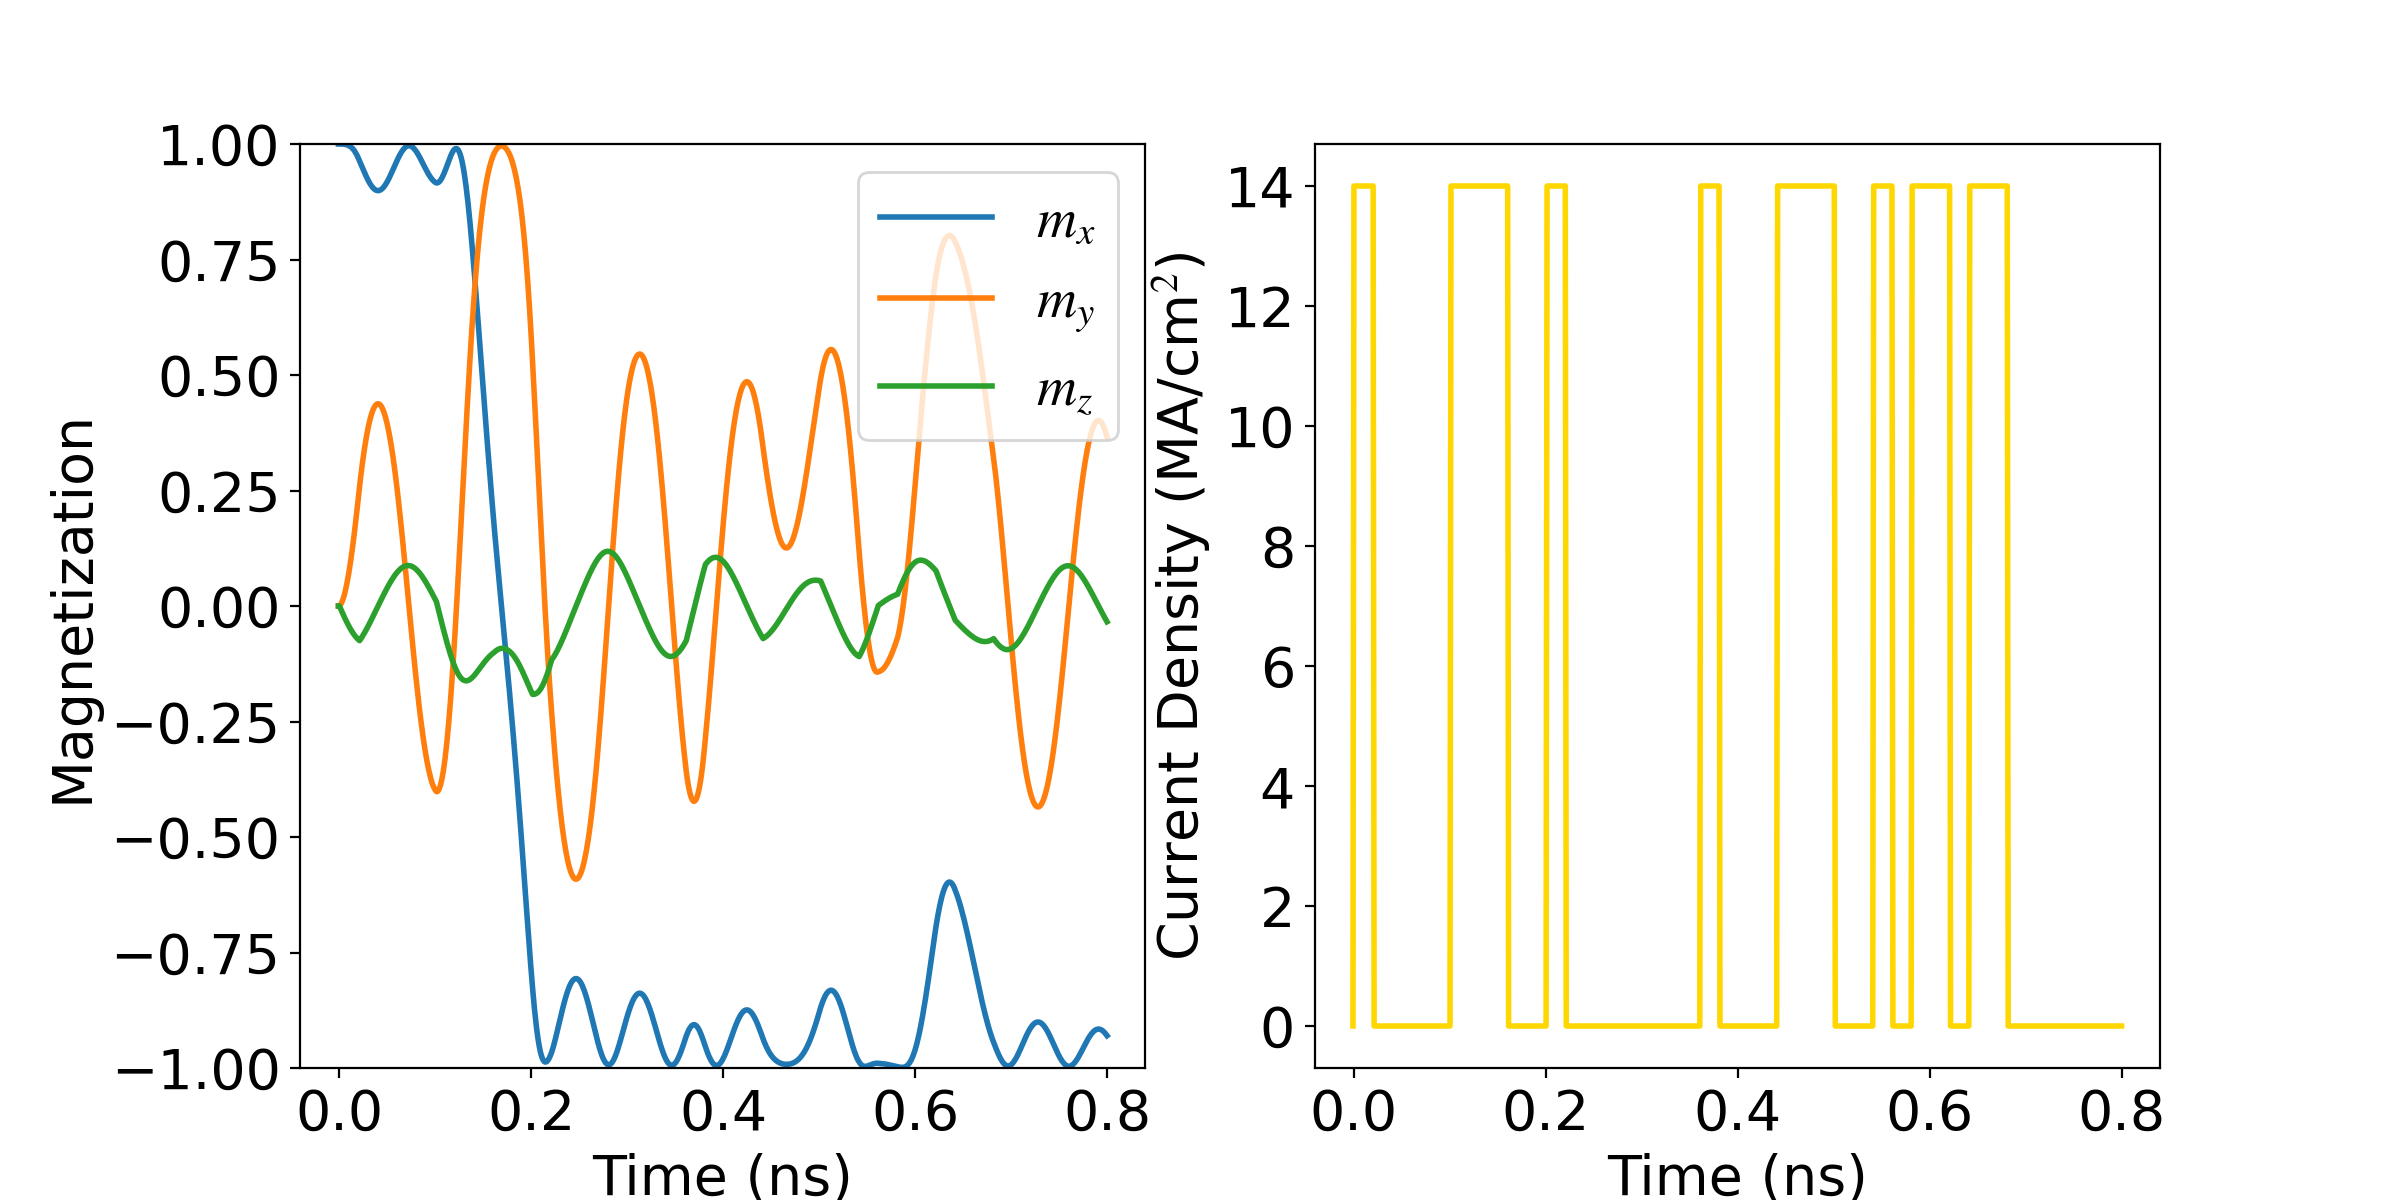 Magnetization
1.00
0.75
0.50
0.25
0.00
−0.25
−0.50
−0.75
−1.00
0.0 0.2 0.4 0.6 0.8
Time (ns)
m_x
m_y
m_z
Current Density (MA/cm²)
14
12
10
8
6
4
2
0
0.0 0.2 0.4 0.6 0.8
Time (ns)